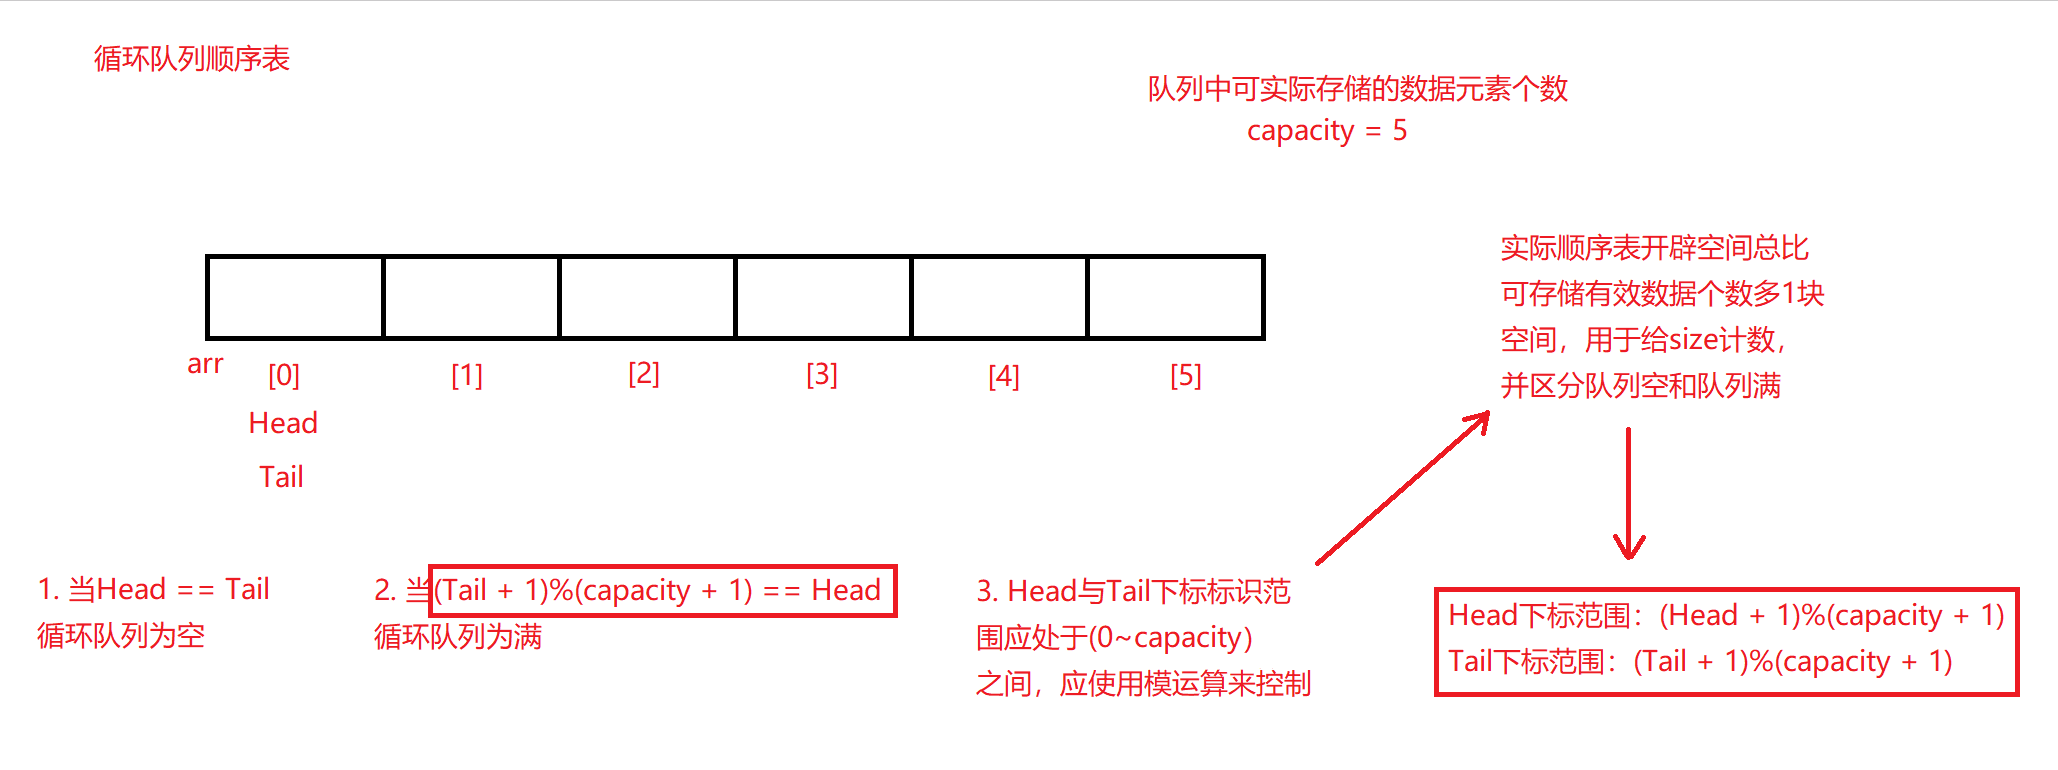 循环队列顺序表
队列中可实际存储的数据元素个数
capacity = 5
实际顺序表开辟空间总比
可存储有效数据个数多1块
空间，用于给size计数，
并区分队列空和队列满
arr
[0]
[1]
[2]
[3]
[4]
[5]
Head
Tail
1. 当Head == Tail
循环队列为空
2. 当(Tail + 1)%(capacity + 1) == Head
循环队列为满
3. Head与Tail下标标识范
围应处于(0~capacity)
之间，应使用模运算来控制
Head下标范围：(Head + 1)%(capacity + 1)
Tail下标范围：(Tail + 1)%(capacity + 1)